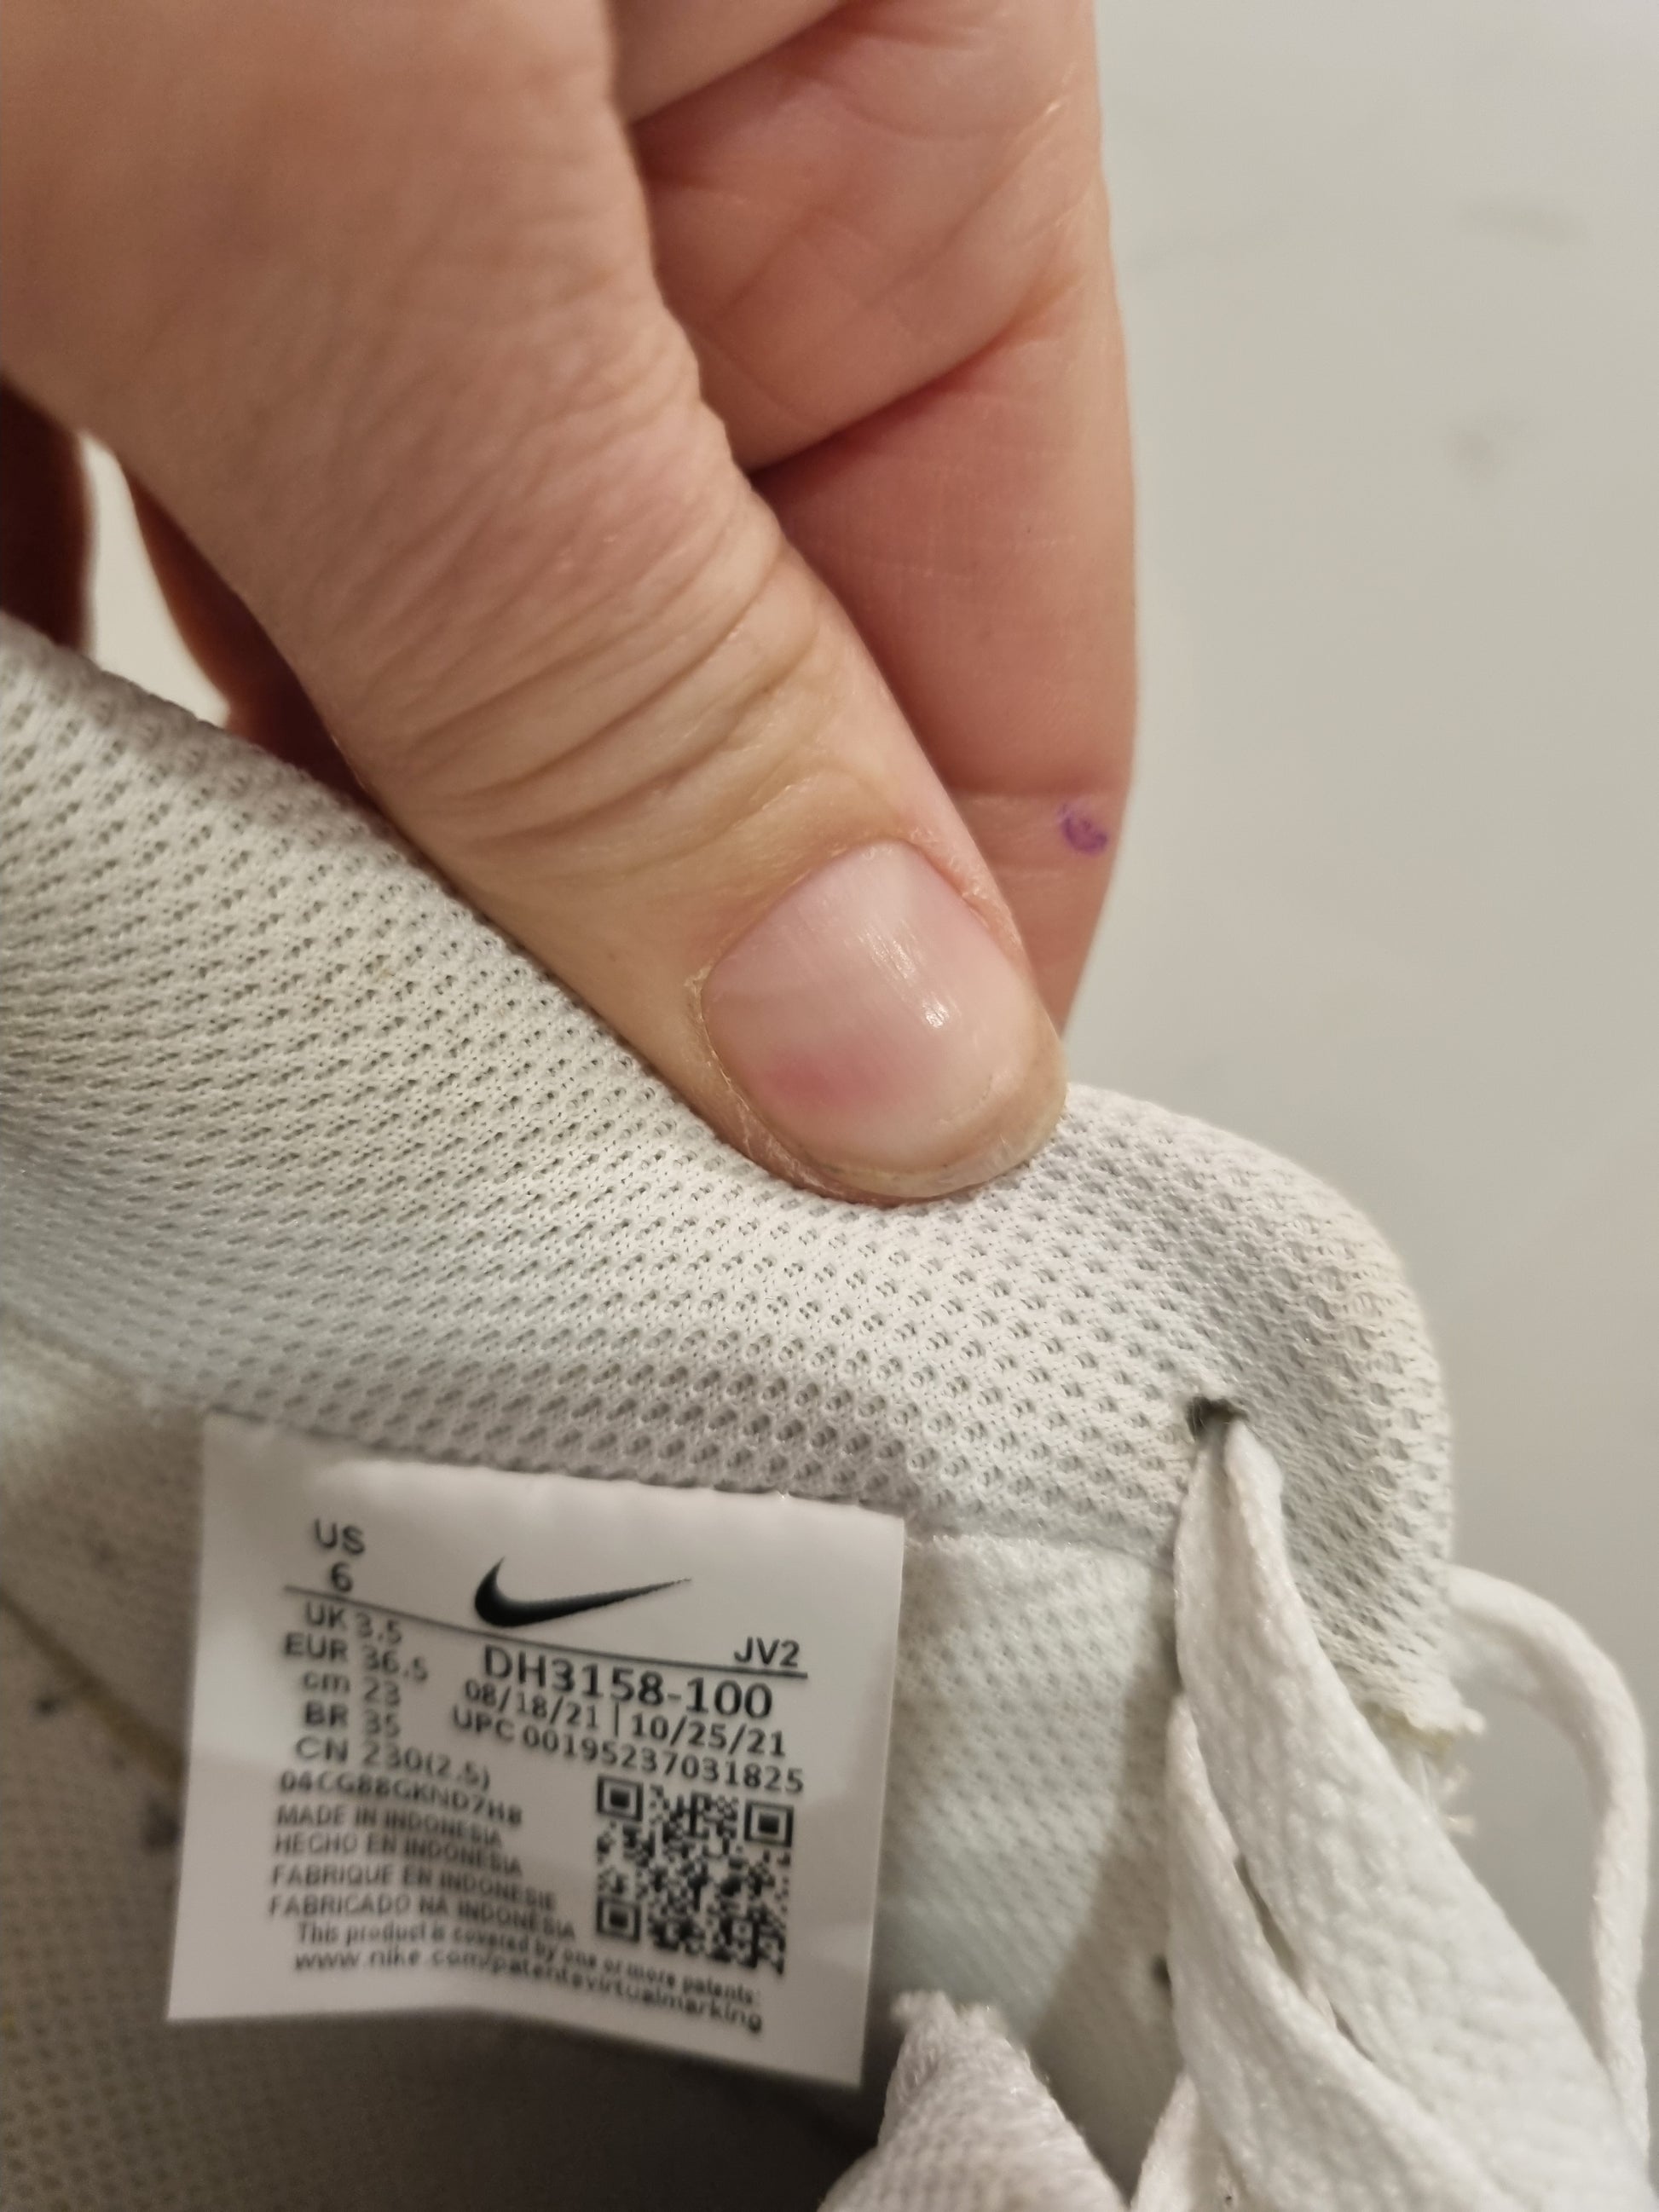 US
6
UK 3.5
EUR 36.5
cm 23
BR 35
CN 230(2.5)
04CG88GKND7H8
MADE IN INDONESIA
HECHO EN INDONESIA
FABRIQUE EN INDONESIE
FABRICADO NA INDONESIA
This product is covered by one or more patents:
www.nike.com/patentsvirtualmarking
JV2
DH3158-100
08/18/21 | 10/25/21
UPC 00195237031825